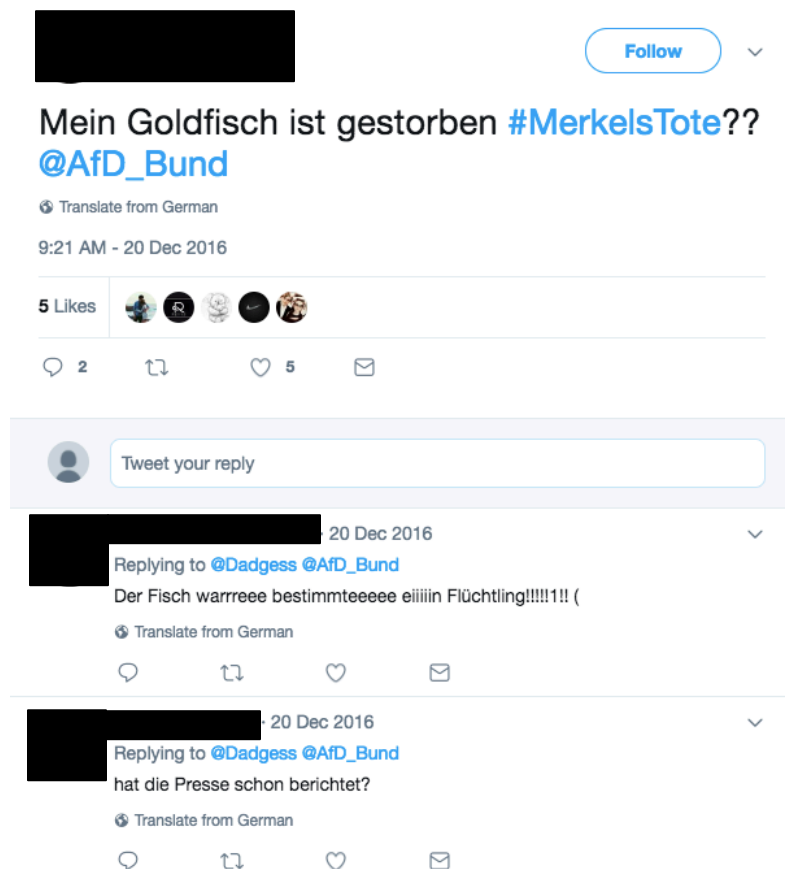 Follow
Mein Goldfisch ist gestorben #MerkelsTote??
@AfD_Bund
Translate from German
9:21 AM - 20 Dec 2016
5 Likes
2 5
Tweet your reply
· 20 Dec 2016
Replying to @Dadgess @AfD_Bund
Der Fisch warrreee bestimmteeeee eiiiiin Flüchtling!!!!!1!! (
Translate from German
· 20 Dec 2016
Replying to @Dadgess @AfD_Bund
hat die Presse schon berichtet?
Translate from German